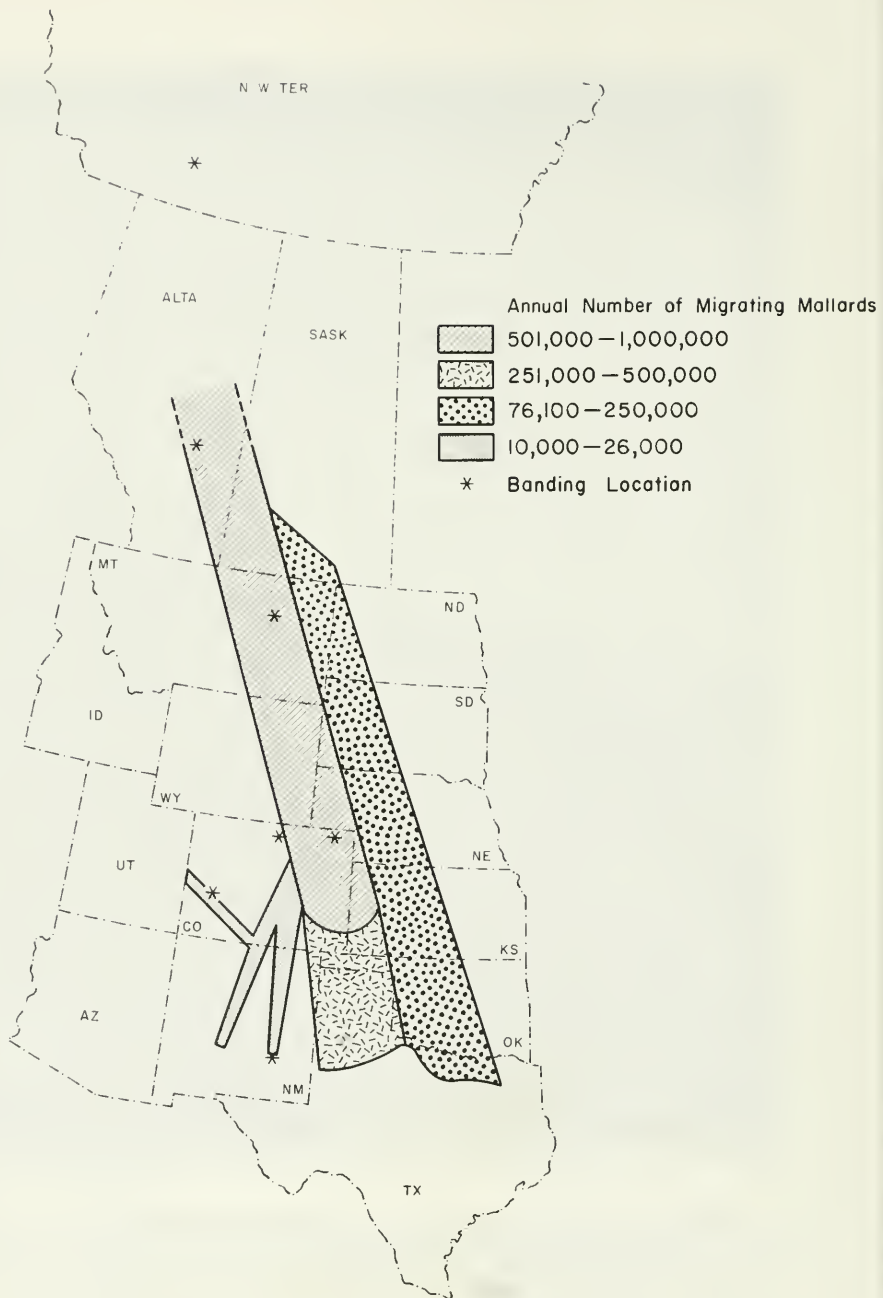 N W TER
ALTA
SASK
Annual Number of Migrating Mallards
501,000 – 1,000,000
251,000 – 500,000
76,100 – 250,000
10,000 – 26,000
* Banding Location
MT
ND
SD
ID
WY
NE
UT
CO
KS
AZ
OK
NM
TX